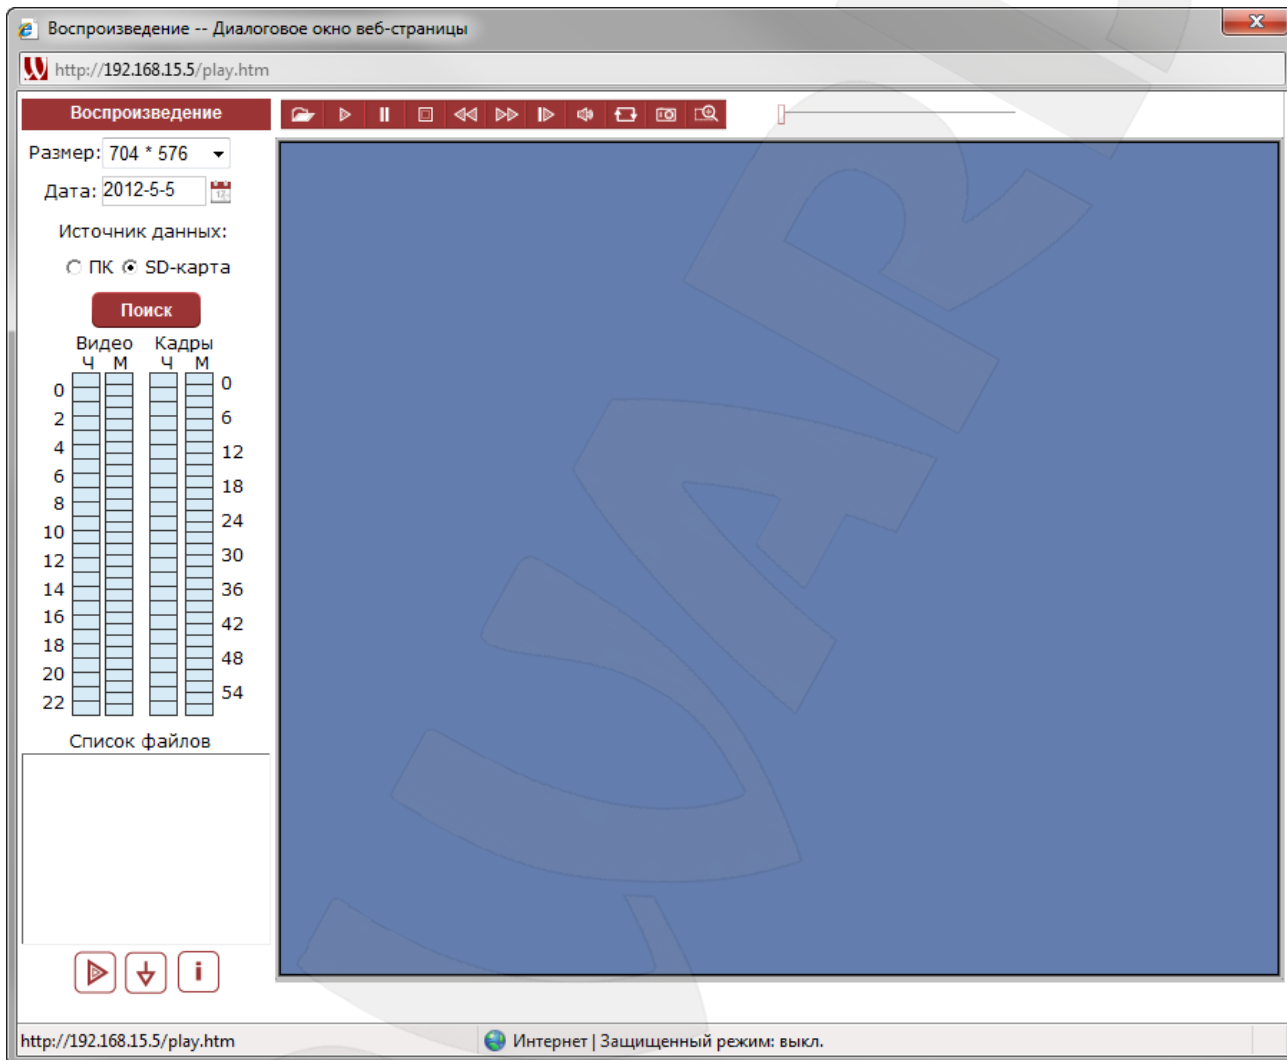 Воспроизведение -- Диалоговое окно веб-страницы
http://192.168.15.5/play.htm
Воспроизведение
Размер: 704 * 576
Дата: 2012-5-5
Источник данных:
ПК SD-карта
Поиск
Видео Кадры
Ч М Ч М
0 0
2 6
4 12
6 18
8 24
10 30
12 36
14 42
16 48
18 54
20
22
Список файлов
i
http://192.168.15.5/play.htm Интернет | Защищенный режим: выкл.